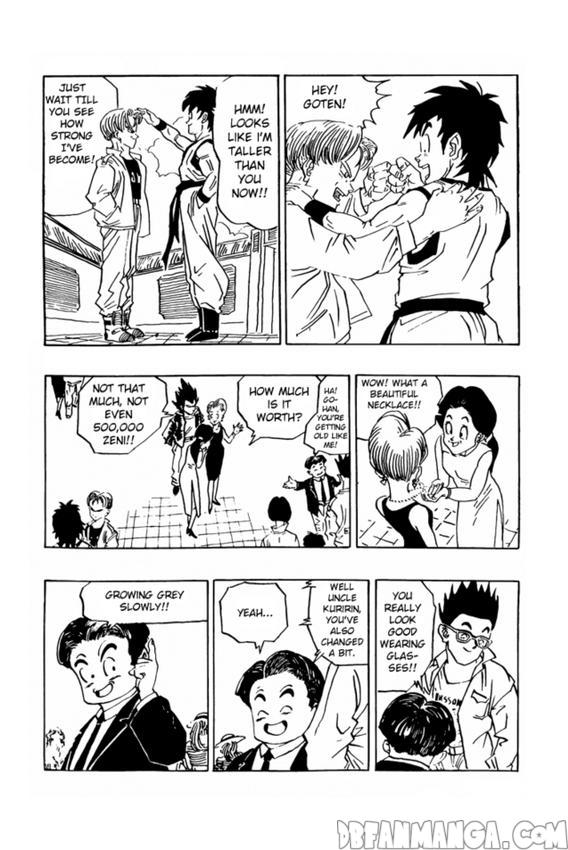 HEY!
GOTEN!
HMM!
LOOKS
LIKE I'M
TALLER
THAN
YOU
NOW!!
JUST
WAIT TILL
YOU SEE
HOW
STRONG
I'VE
BECOME!
WOW! WHAT A
BEAUTIFUL
NECKLACE!!
HA!
GO-
HAN,
YOU'RE
GETTING
OLD LIKE
ME!
HOW MUCH
IS IT
WORTH?
NOT THAT
MUCH, NOT
EVEN
500,000
ZENI!!
YOU
REALLY
LOOK
GOOD
WEARING
GLAS-
SES!!
WELL
UNCLE
KURIRIN,
YOU'VE
ALSO
CHANGED
A BIT.
YEAH...
GROWING GREY
SLOWLY!!
DBFANMANGA.COM